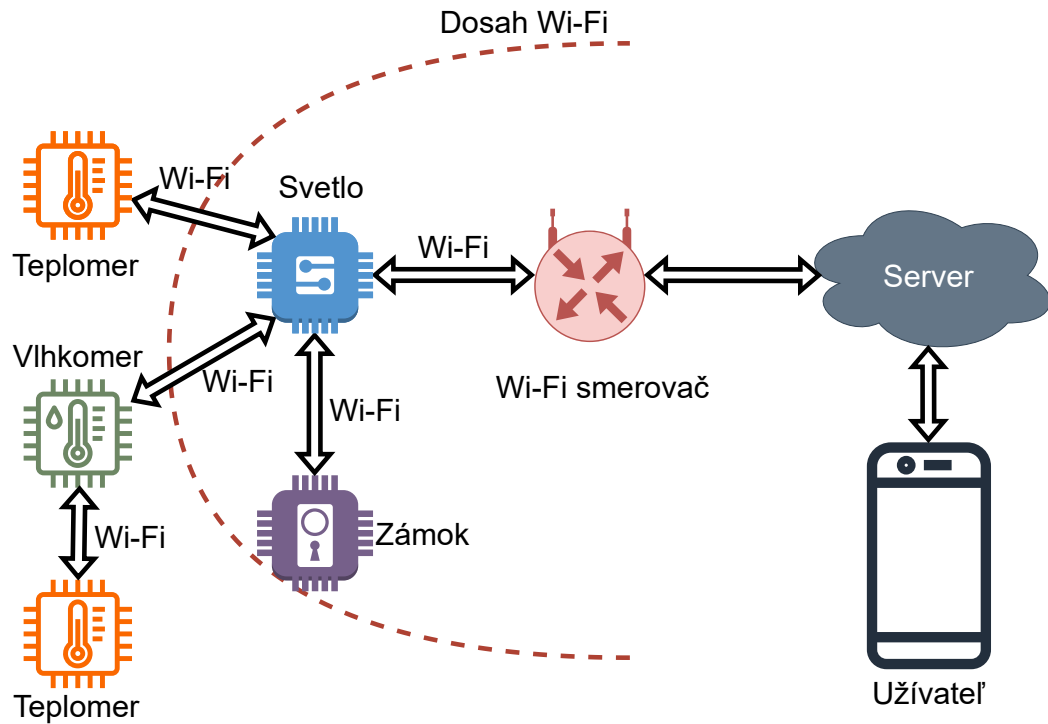 Dosah Wi-Fi
Wi-Fi
Svetlo
Teplomer
Wi-Fi
Server
Vlhkomer
Wi-Fi
Wi-Fi smerovač
Wi-Fi
Wi-Fi
Zámok
Teplomer
Užívateľ